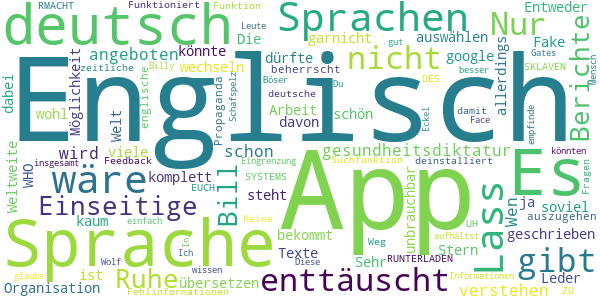 RMACHT Funktioniert Funktion Entweder
deutsch Sprachen Nur Berichte
angeboten Die Leute gut auswählen Fake Gates
Uzeitliche Billy könnte dürfte nicht google besser SKLAVEN
dabei Möglichkeit wechseln beherrscht garnicht allerdings
Englisch
wohl englische Welt Propaganda Böser Schafspelz deutsche Du DES Mensch
Arbeit schön Eckel Face damit empfinde
viele davon gesundheitsdiktatur
wird Feedback schon Eingrenzung Suchfunktion deinstalliert könnten
Weltweite WHO insgesamt
wäre komplett EUCH SYSTEMS App unbrauchbar Lass Es Fragen
Einseitige Bill steht Keine Wen ja soviel auszugehen
kaum bekommt UH geschrieben
Sprache einfach In Weg aufhältst Stern gibt
Texte RUNTERLADEN Leder
ist Wolf Ich Sehr
Organisation Ruhe übersetzen Diese enttäuscht Informationen
glaube Fehlinformationen wissen verstehen ZU